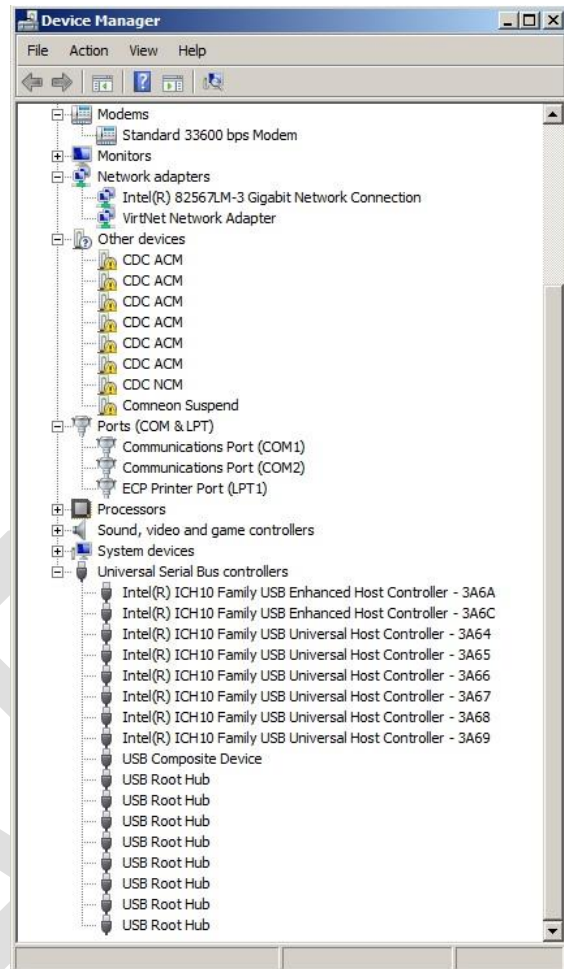 Device Manager
File Action View Help
Modems
Standard 33600 bps Modem
Monitors
Network adapters
Intel(R) 82567LM-3 Gigabit Network Connection
VirtNet Network Adapter
Other devices
CDC ACM
CDC ACM
CDC ACM
CDC ACM
CDC ACM
CDC ACM
CDC NCM
Comneon Suspend
Ports (COM & LPT)
Communications Port (COM1)
Communications Port (COM2)
ECP Printer Port (LPT1)
Processors
Sound, video and game controllers
System devices
Universal Serial Bus controllers
Intel(R) ICH10 Family USB Enhanced Host Controller - 3A6A
Intel(R) ICH10 Family USB Enhanced Host Controller - 3A6C
Intel(R) ICH10 Family USB Universal Host Controller - 3A64
Intel(R) ICH10 Family USB Universal Host Controller - 3A65
Intel(R) ICH10 Family USB Universal Host Controller - 3A66
Intel(R) ICH10 Family USB Universal Host Controller - 3A67
Intel(R) ICH10 Family USB Universal Host Controller - 3A68
Intel(R) ICH10 Family USB Universal Host Controller - 3A69
USB Composite Device
USB Root Hub
USB Root Hub
USB Root Hub
USB Root Hub
USB Root Hub
USB Root Hub
USB Root Hub
USB Root Hub